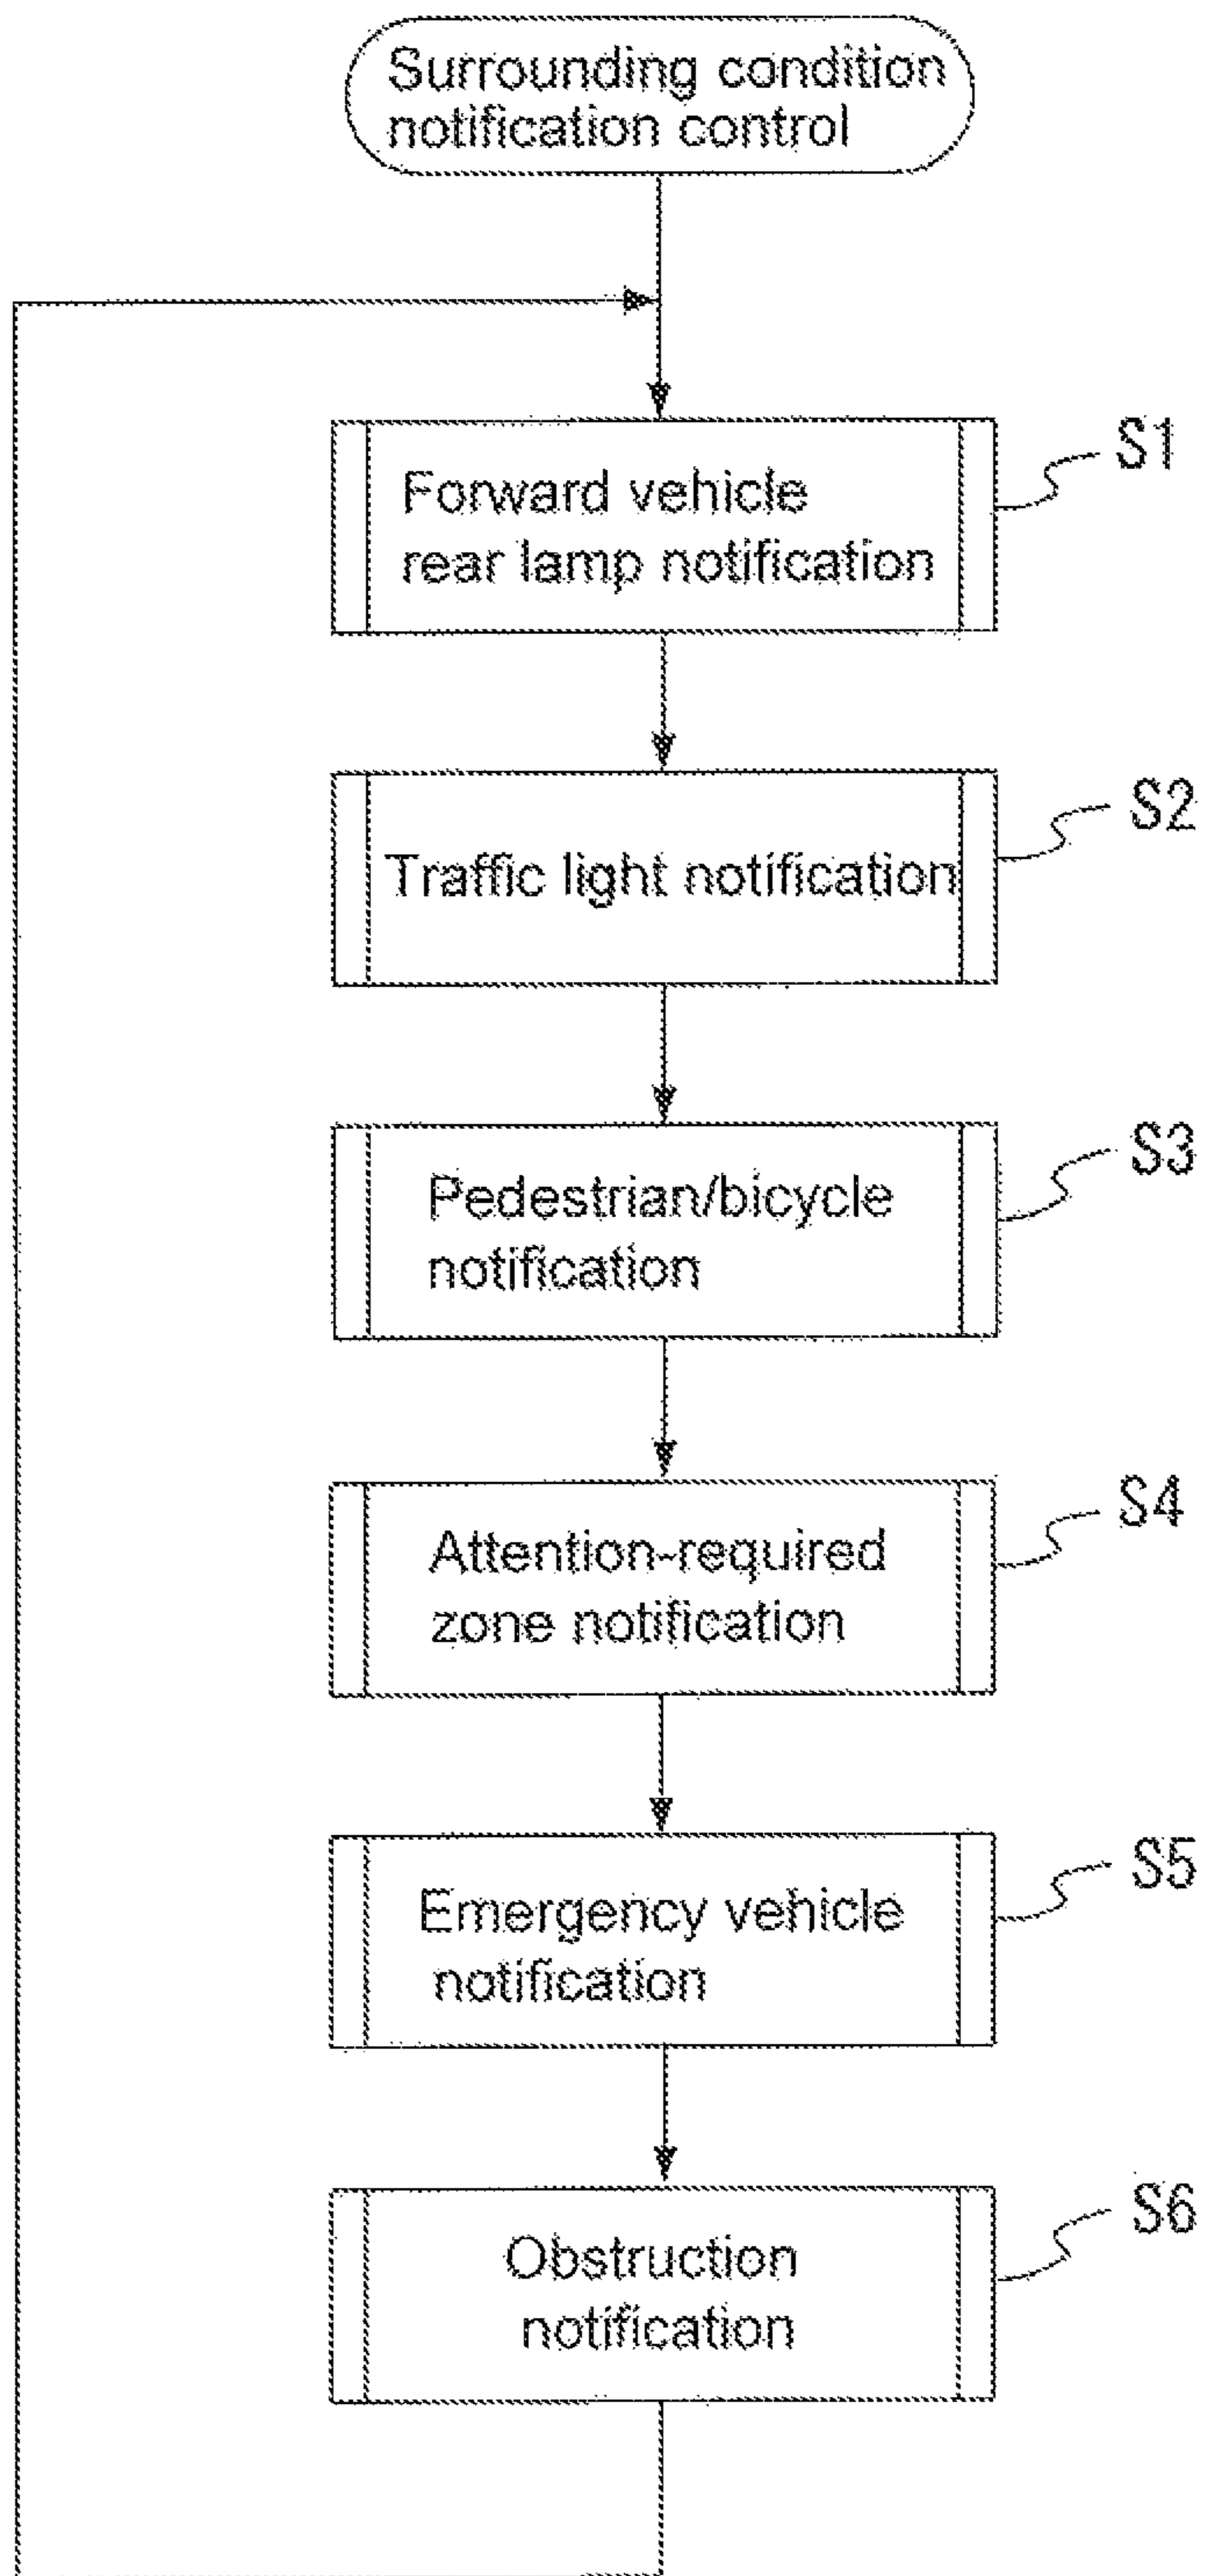 Surrounding condition
notification control
S1
Forward vehicle
rear lamp notification
S2
Traffic light notification
S3
Pedestrian/bicycle
notification
S4
Attention-required
zone notification
S5
Emergency vehicle
notification
S6
Obstruction
notification